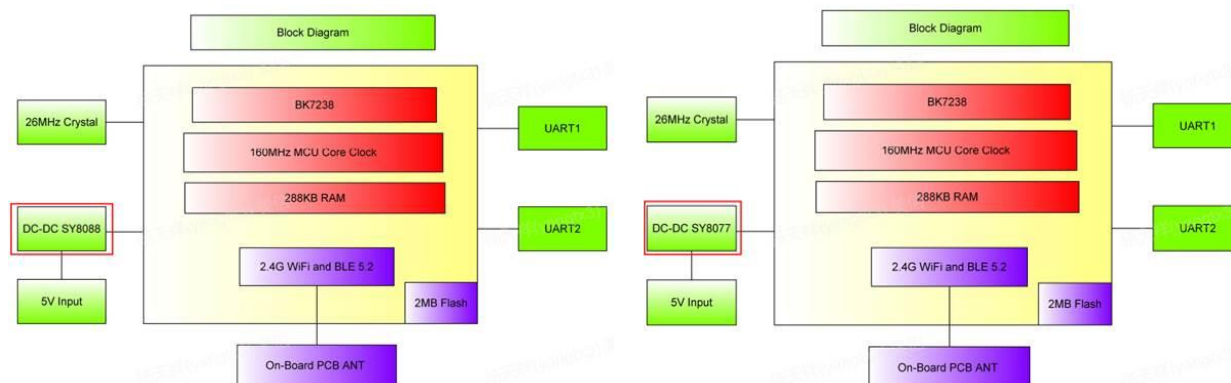 Block Diagram
BK7238
26MHz Crystal
UART1
160MHz MCU Core Clock
288KB RAM
DC-DC SY8088
UART2
2.4G WiFi and BLE 5.2
5V Input
2MB Flash
On-Board PCB ANT
Block Diagram
BK7238
26MHz Crystal
UART1
160MHz MCU Core Clock
288KB RAM
DC-DC SY8077
UART2
2.4G WiFi and BLE 5.2
5V Input
2MB Flash
On-Board PCB ANT